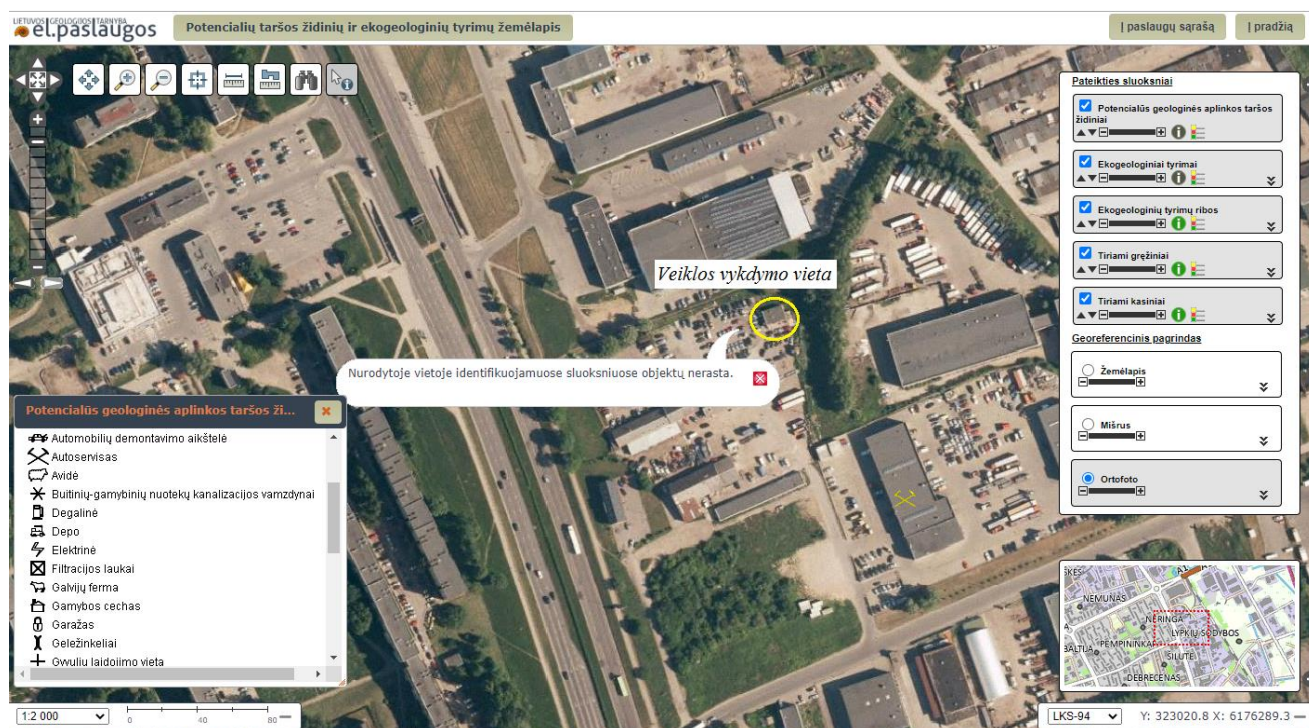 LIETUVOS GEOLOGIJOS TARNYBA
el.paslaugos
Potencialių taršos židinių ir ekogeologinių tyrimų žemėlapis
Į paslaugų sąrašą
Į pradžią
Pateikties sluoksniai
Potencialūs geologinės aplinkos taršos
židiniai
Ekogeologiniai tyrimai
Ekogeologinių tyrimų ribos
Tiriami gręžiniai
Tiriami kasiniai
Georeferencinis pagrindas
Žemėlapis
Mišrus
Ortofoto
Veiklos vykdymo vieta
Nurodytoje vietoje identifikuojamuose sluoksniuose objektų nerasta.
Potencialūs geologinės aplinkos taršos ži...
Automobilių demontavimo aikštelė
Autoservisas
Avidė
Buitinių-gamybinių nuotekų kanalizacijos vamzdynai
Degalinė
Depo
Elektrinė
Filtracijos laukai
Galvijų ferma
Gamybos cechas
Garažas
Geležinkeliai
Gyvulių laidojimo vieta
NEMUNAS
NERINGA
LYPKIŲ SODYBOS
PEMPININKAI
BALTIJA
ŠILUTĖ
DEBRECENAS
1:2 000
0 40 80
LKS-94
Y: 323020.8 X: 6176289.3